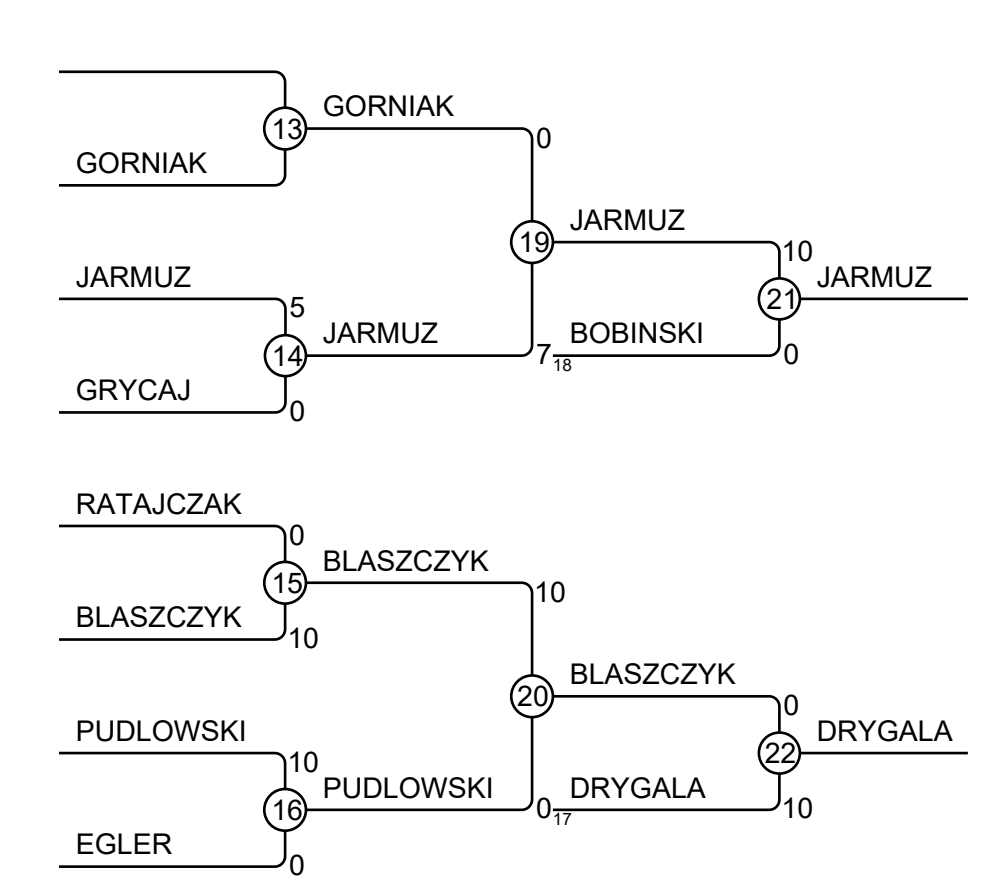 GORNIAK
13
0
GORNIAK
JARMUZ
19
10
JARMUZ
5
JARMUZ
21
JARMUZ
BOBINSKI
14
7
18
0
GRYCAJ
0
RATAJCZAK
0
BLASZCZYK
15
10
BLASZCZYK
10
BLASZCZYK
20
0
PUDLOWSKI
DRYGALA
10
22
PUDLOWSKI
DRYGALA
16
0
17
10
EGLER
0